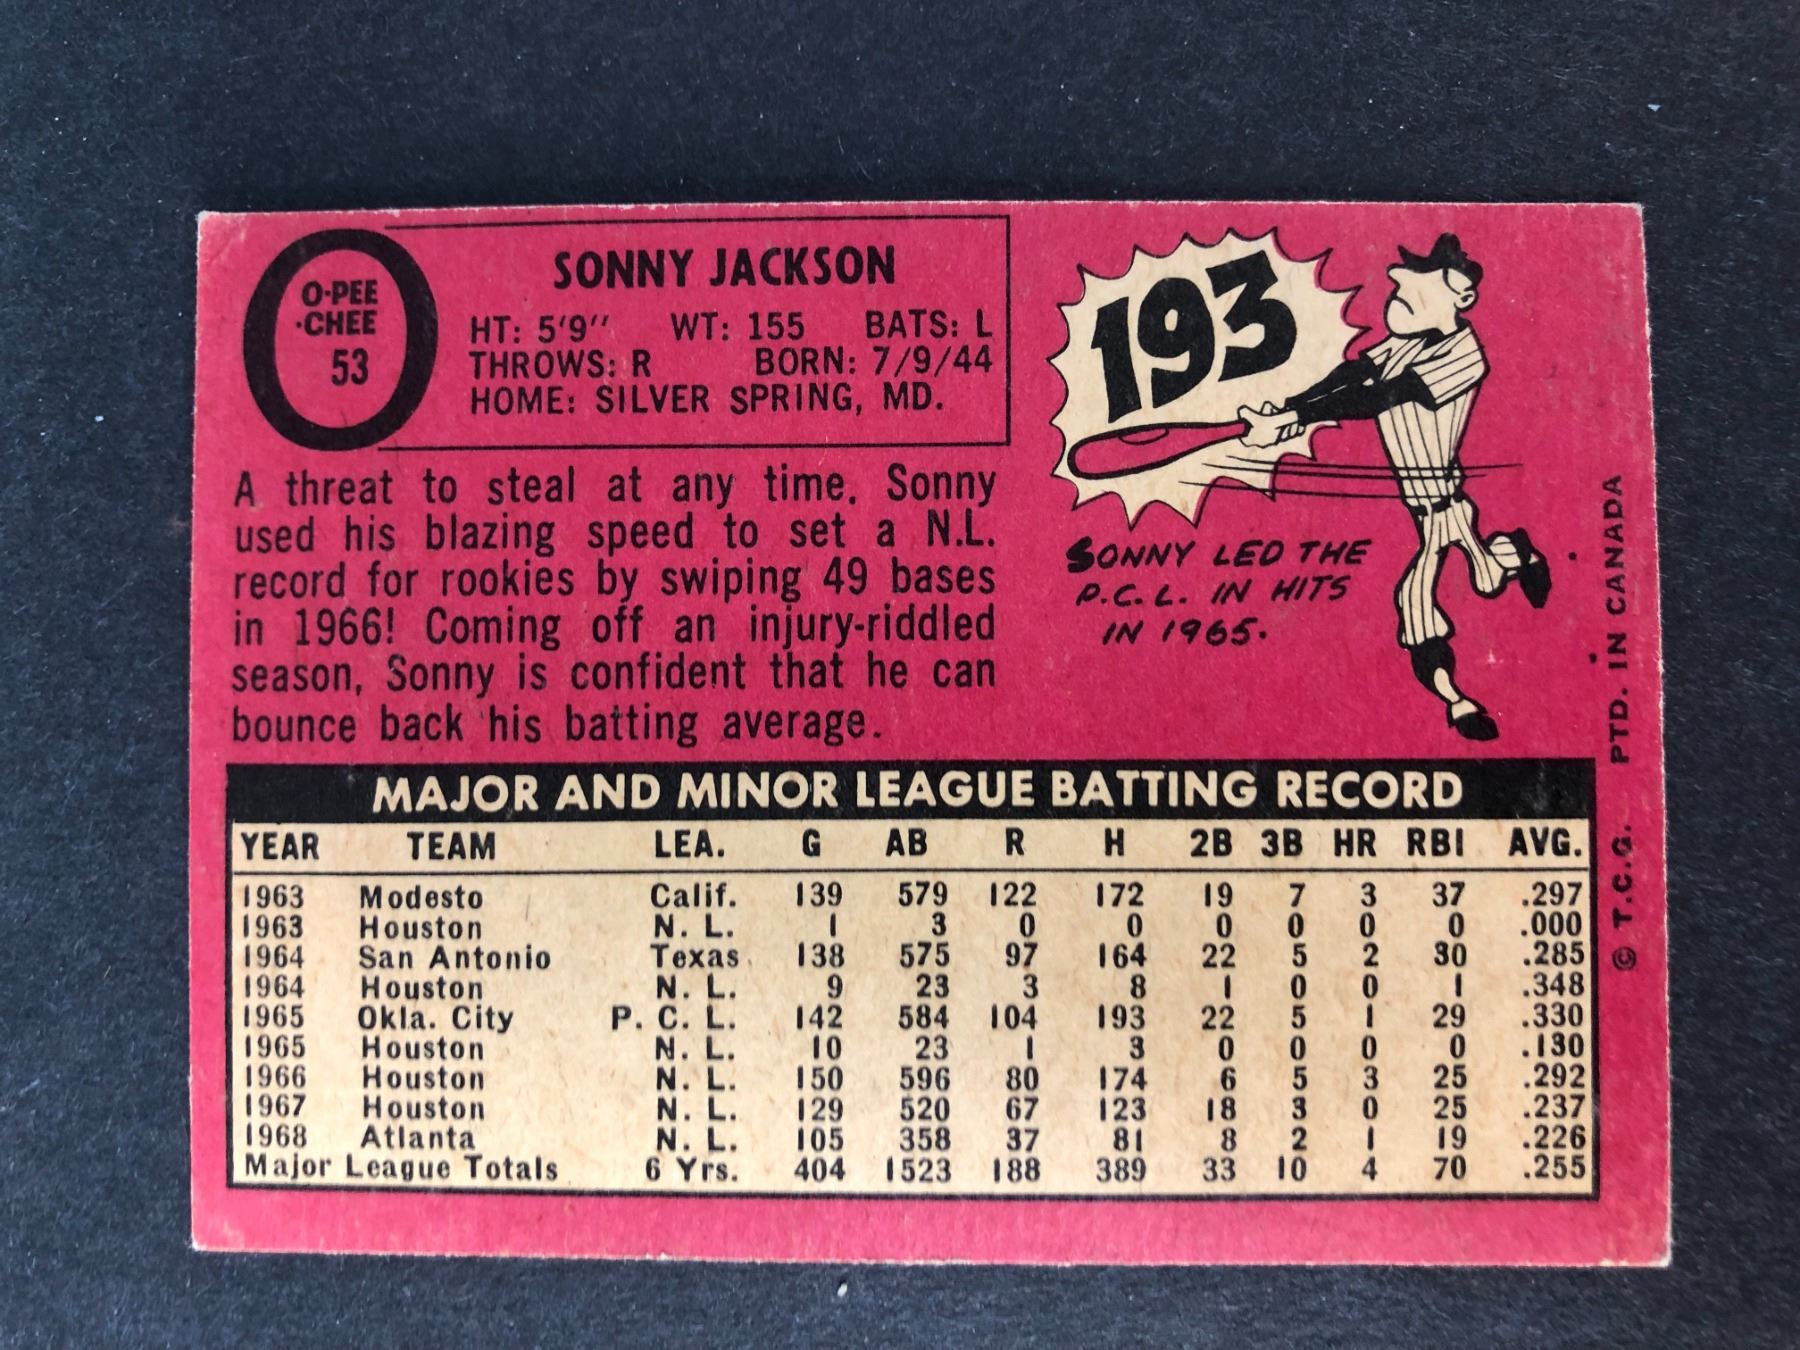 O-PEE
-CHEE
53
SONNY JACKSON
HT: 5'9" WT: 155 BATS: L
THROWS: R BORN: 7/9/44
HOME: SILVER SPRING, MD.
A threat to steal at any time, Sonny
used his blazing speed to set a N.L.
record for rookies by swiping 49 bases
in 1966! Coming off an injury-riddled
season, Sonny is confident that he can
bounce back his batting average.
193
SONNY LED THE
P.C.L. IN HITS
IN 1965.
MAJOR AND MINOR LEAGUE BATTING RECORD
YEAR TEAM LEA. G AB R H 2B 3B HR RBI AVG.
1963 Modesto Calif. 139 579 122 172 19 7 3 37 .297
1963 Houston N. L. 1 3 0 0 0 0 0 0 .000
1964 San Antonio Texas 138 575 97 164 22 5 2 30 .285
1964 Houston N. L. 9 23 3 8 1 0 0 1 .348
1965 Okla. City P. C. L. 142 584 104 193 22 5 1 29 .330
1965 Houston N. L. 10 23 1 3 0 0 0 0 .130
1966 Houston N. L. 150 596 80 174 6 5 3 25 .292
1967 Houston N. L. 129 520 67 123 18 3 0 25 .237
1968 Atlanta N. L. 105 358 37 81 8 2 1 19 .226
Major League Totals 6 Yrs. 404 1523 188 389 33 10 4 70 .255
© T.C.G. PTD. IN CANADA